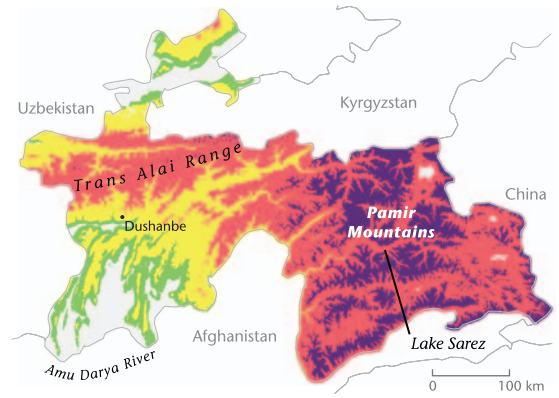 Uzbekistan
Kyrgyzstan
Trans Alai Range
China
Pamir
Mountains
Dushanbe
Afghanistan
Lake Sarez
Amu Darya River
0 100 km